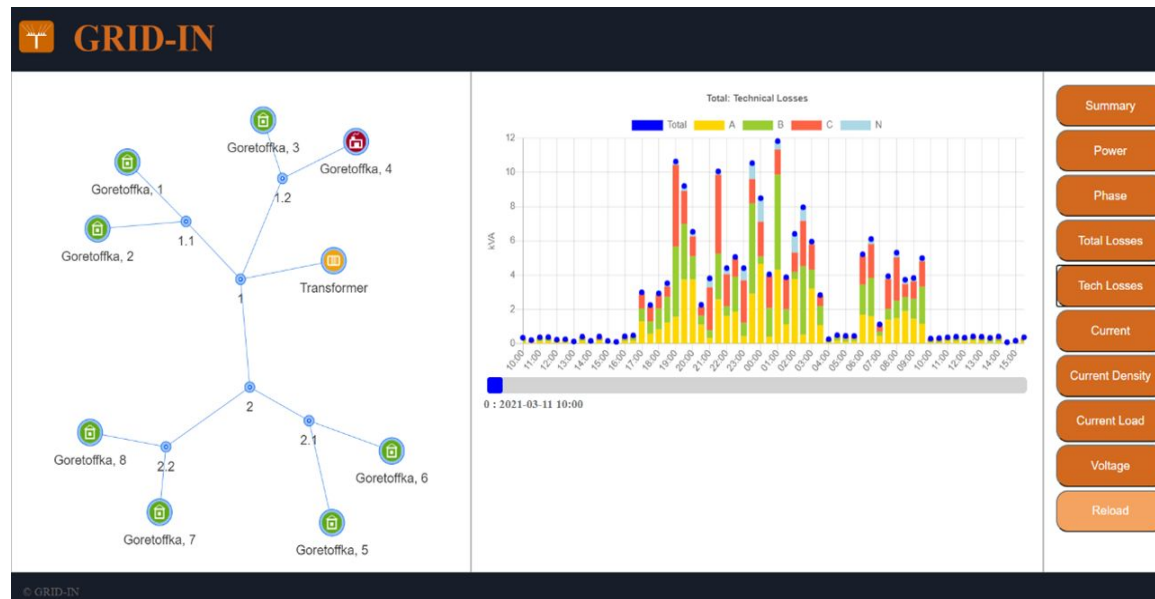 GRID-IN
Goretoffka, 3
Goretoffka, 4
Goretoffka, 1
1.2
Goretoffka, 2
1.1
Transformer
1
2
2.1
Goretoffka, 8
2.2
Goretoffka, 6
Goretoffka, 7
Goretoffka, 5
Total: Technical Losses
Total A B C N
kVA
12
10
8
6
4
2
0
10:00 11:00 12:00 13:00 14:00 15:00 16:00 17:00 18:00 19:00 20:00 21:00 22:00 23:00 00:00 01:00 02:00 03:00 04:00 05:00 06:00 07:00 08:00 09:00 10:00 11:00 12:00 13:00 14:00 15:00
0 : 2021-03-11 10:00
Summary
Power
Phase
Total Losses
Tech Losses
Current
Current Density
Current Load
Voltage
Reload
© GRID-IN